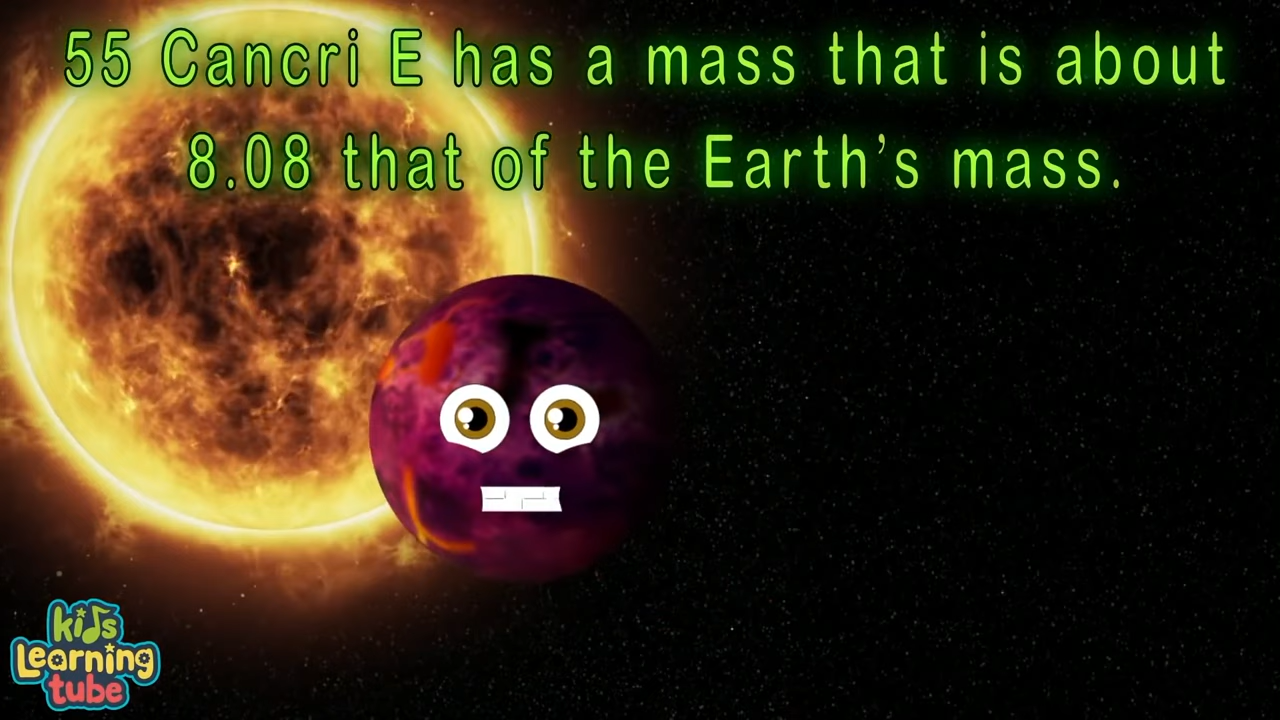 55 Cancri E has a mass that is about
8.08 that of the Earth’s mass.
kids
Learning
tube